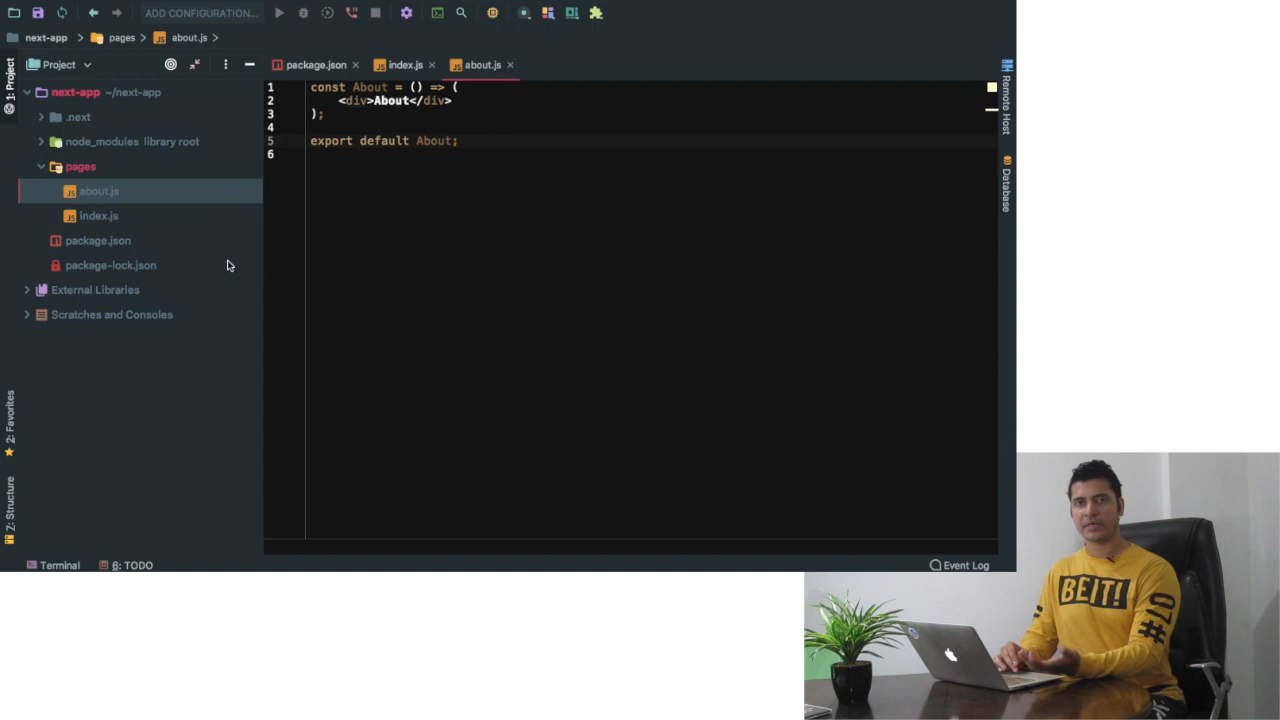 ADD CONFIGURATION...
next-app
pages
about.js
1: Project
Project
package.json
index.js
about.js
next-app ~/next-app
.next
node_modules library root
pages
about.js
index.js
package.json
package-lock.json
External Libraries
Scratches and Consoles
1 const About = () => (
2 <div>About</div>
3 );
4
5 export default About;
6
Remote Host
Database
2: Favorites
Z: Structure
Terminal
6: TODO
Event Log
BE IT!
#70